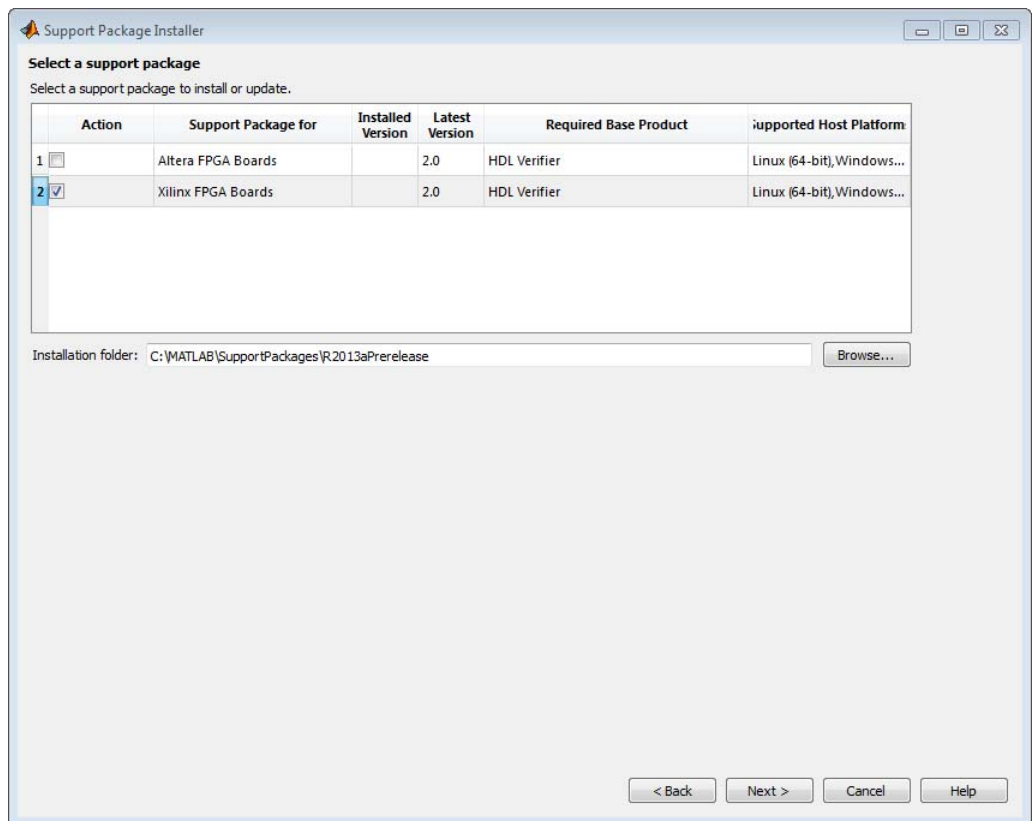 Support Package Installer
Select a support package
Select a support package to install or update.
Action Support Package for Installed Version Latest Version Required Base Product upported Host Platform
1 Altera FPGA Boards 2.0 HDL Verifier Linux (64-bit),Windows...
2 Xilinx FPGA Boards 2.0 HDL Verifier Linux (64-bit),Windows...
Installation folder: C:\MATLAB\SupportPackages\R2013aPrerelease Browse...
< Back Next > Cancel Help